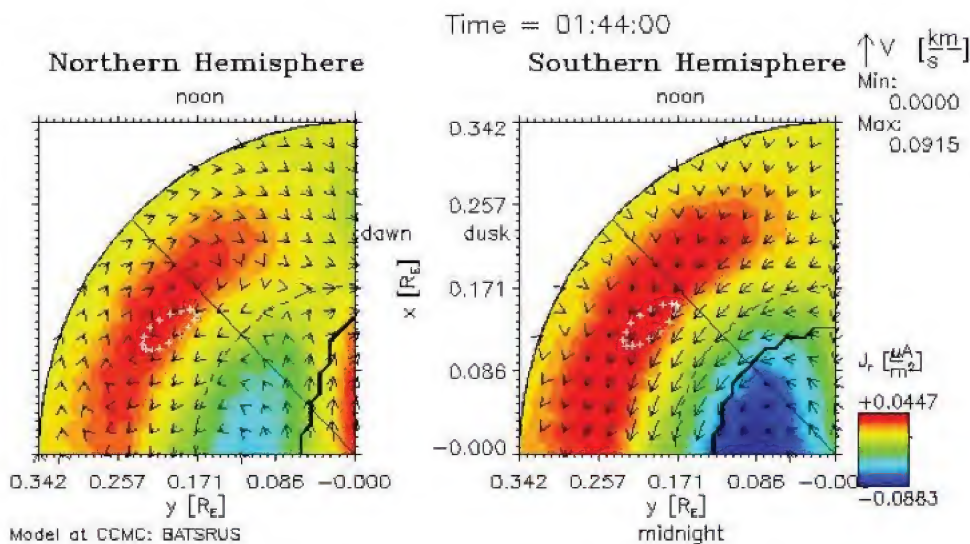 Time = 01:44:00
Northern Hemisphere
noon
Southern Hemisphere
noon
↑V [km/s]
Min:
0.0000
Max:
0.0915
0.342
0.257
dawn
dusk
0.171
x [R_E]
0.086
-0.000
0.342 0.257 0.171 0.086 -0.000
y [R_E]
0.342 0.257 0.171 0.086 -0.000
y [R_E]
midnight
J_r [μA/m²]
+0.0447
-0.0883
Model at CCMC: BATSRUS